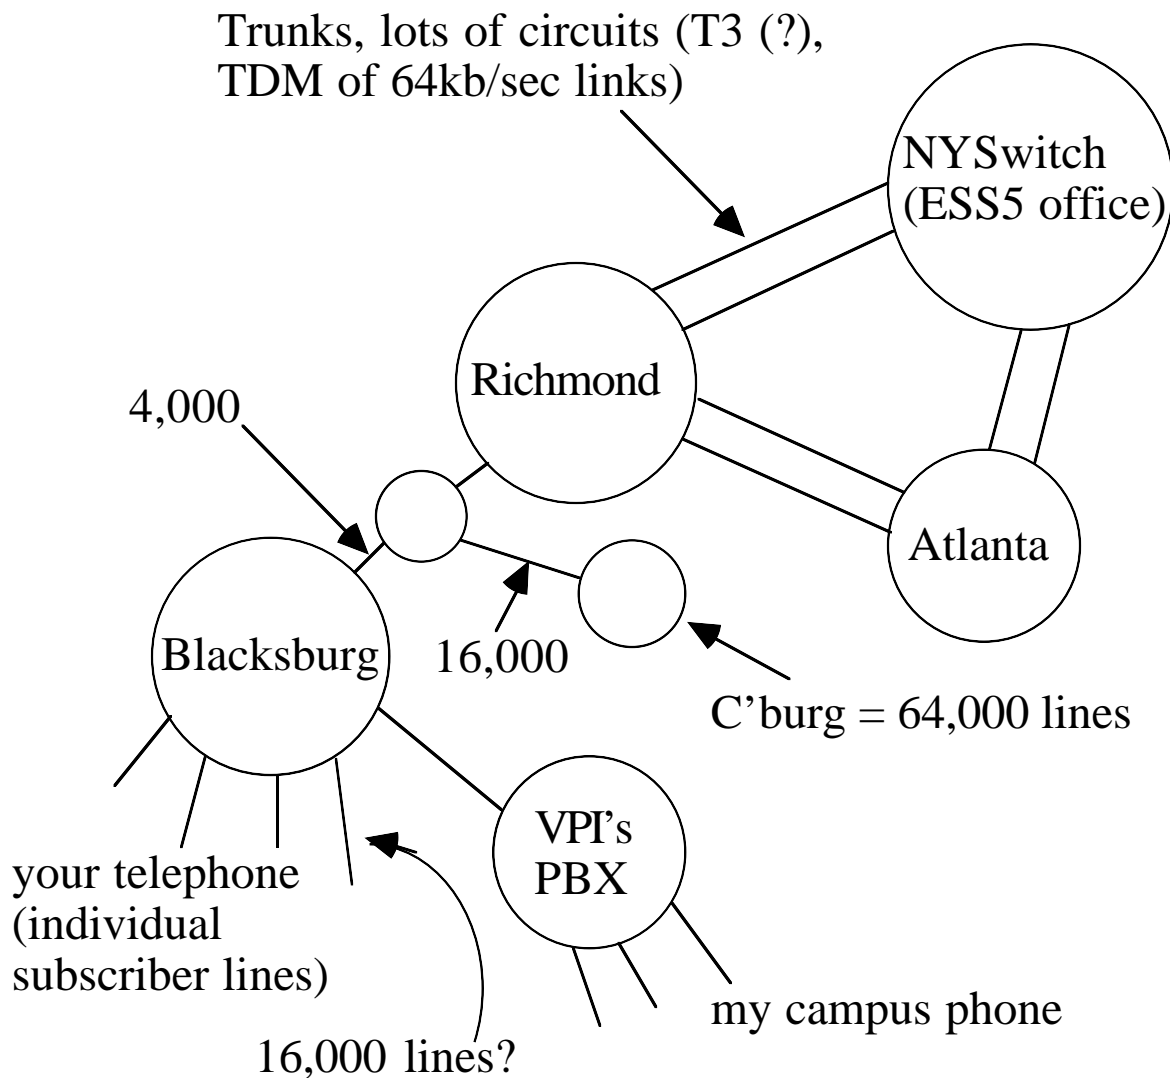 Trunks, lots of circuits (T3 (?),
TDM of 64kb/sec links)
NYSwitch
(ESS5 office)
Richmond
4,000
Atlanta
Blacksburg
16,000
C’burg = 64,000 lines
VPI's
PBX
your telephone
(individual
subscriber lines)
my campus phone
16,000 lines?